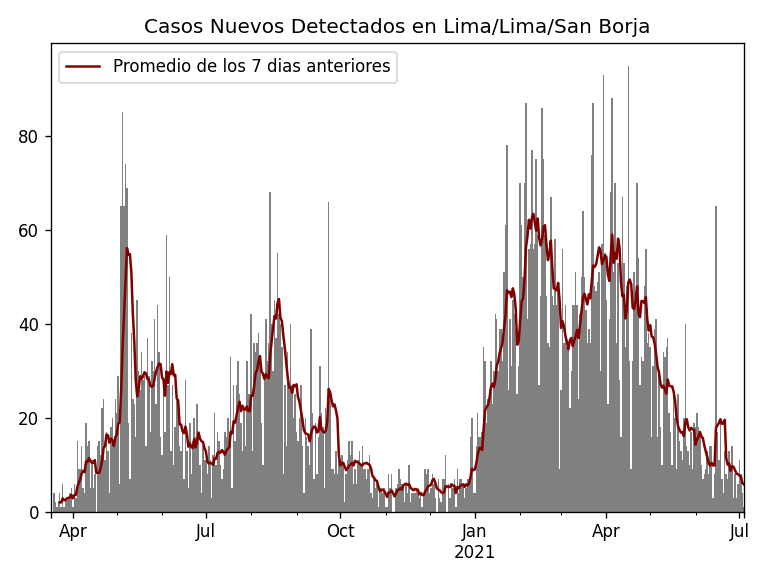 Casos Nuevos Detectados en Lima/Lima/San Borja
Promedio de los 7 dias anteriores
80
60
40
20
0
Apr Jul Oct Jan Apr Jul
2021